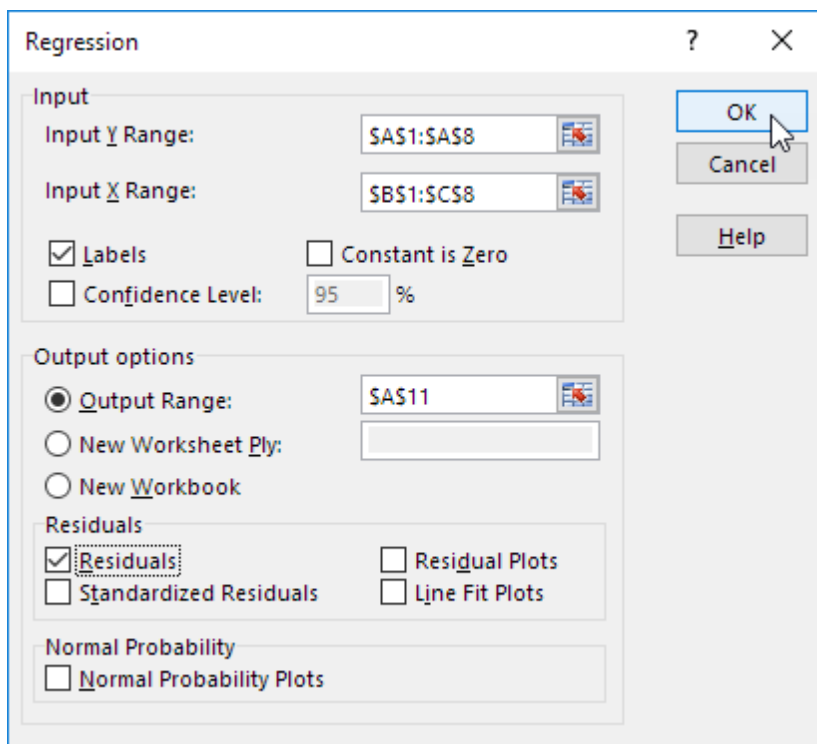 Regression
?
Input
Input Y Range:
$A$1:$A$8
Input X Range:
$B$1:$C$8
Labels
Constant is Zero
Confidence Level:
95
%
OK
Cancel
Help
Output options
Output Range:
$A$11
New Worksheet Ply:
New Workbook
Residuals
Residuals
Residual Plots
Standardized Residuals
Line Fit Plots
Normal Probability
Normal Probability Plots